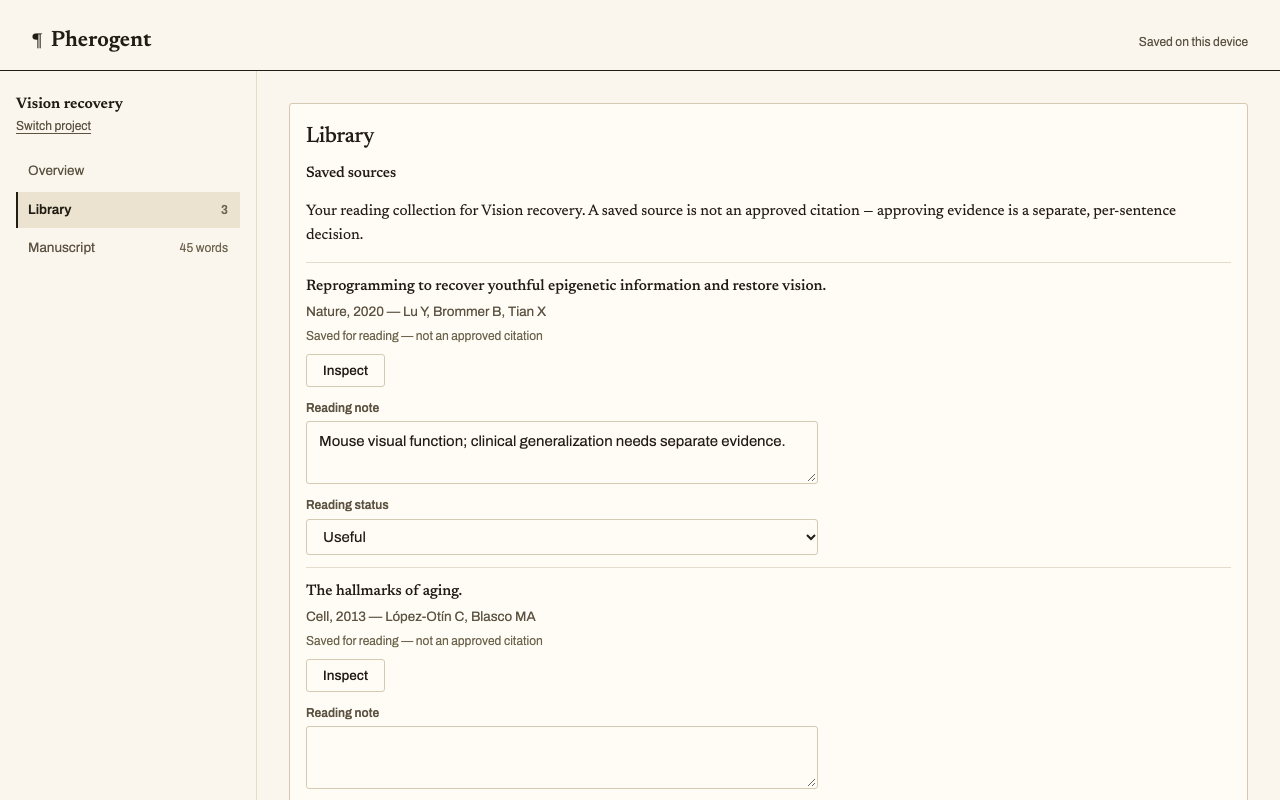 ¶ Pherogent
Saved on this device
Vision recovery
Switch project
Overview
Library 3
Manuscript 45 words
Library
Saved sources
Your reading collection for Vision recovery. A saved source is not an approved citation — approving evidence is a separate, per-sentence
decision.
Reprogramming to recover youthful epigenetic information and restore vision.
Nature, 2020 — Lu Y, Brommer B, Tian X
Saved for reading — not an approved citation
Inspect
Reading note
Mouse visual function; clinical generalization needs separate evidence.
Reading status
Useful
The hallmarks of aging.
Cell, 2013 — López-Otín C, Blasco MA
Saved for reading — not an approved citation
Inspect
Reading note